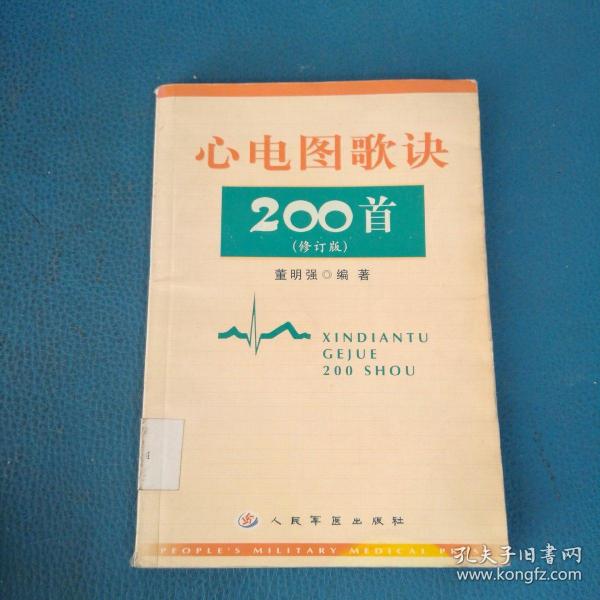 心电图歌诀
200首
(修订版)
董明强◎编著
XINDIANTU
GEJUE
200 SHOU
人民军医出版社
PEOPLE'S MILITARY MEDICAL
孔夫子旧书网
www.kongfz.com